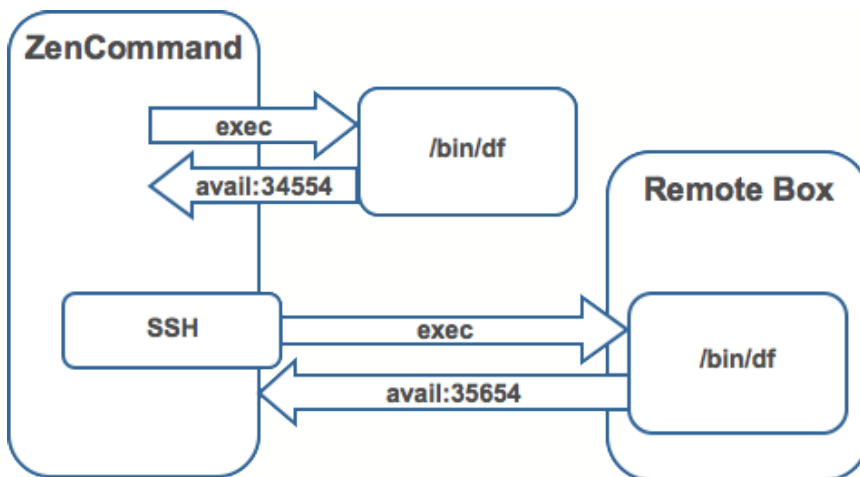 ZenCommand
exec
/bin/df
avail:34554
Remote Box
SSH
exec
/bin/df
avail:35654